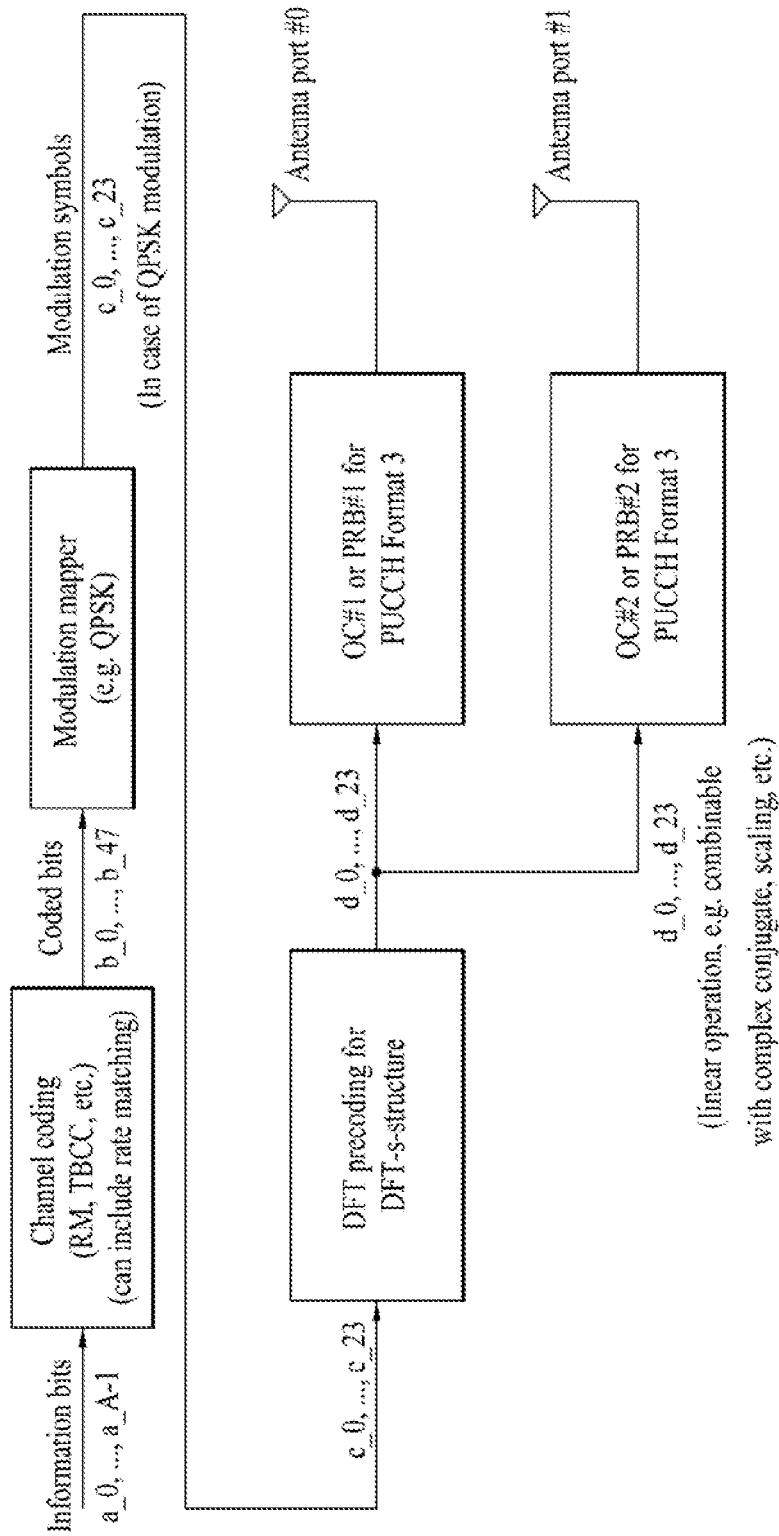 Information bits
a_0, ..., a_A-1
Channel coding
(RM, TBCC, etc.)
(can include rate matching)
Coded bits
b_0, ..., b_47
Modulation mapper
(e.g. QPSK)
Modulation symbols
c_0, ..., c_23
(In case of QPSK modulation)
c_0, ..., c_23
DFT precoding for
DFT-s-structure
d_0, ..., d_23
OC#1 or PRB#1 for
PUCCH Format 3
Antenna port #0
d_0, ..., d_23
(linear operation, e.g. combinable
with complex conjugate, scaling, etc.)
OC#2 or PRB#2 for
PUCCH Format 3
Antenna port #1